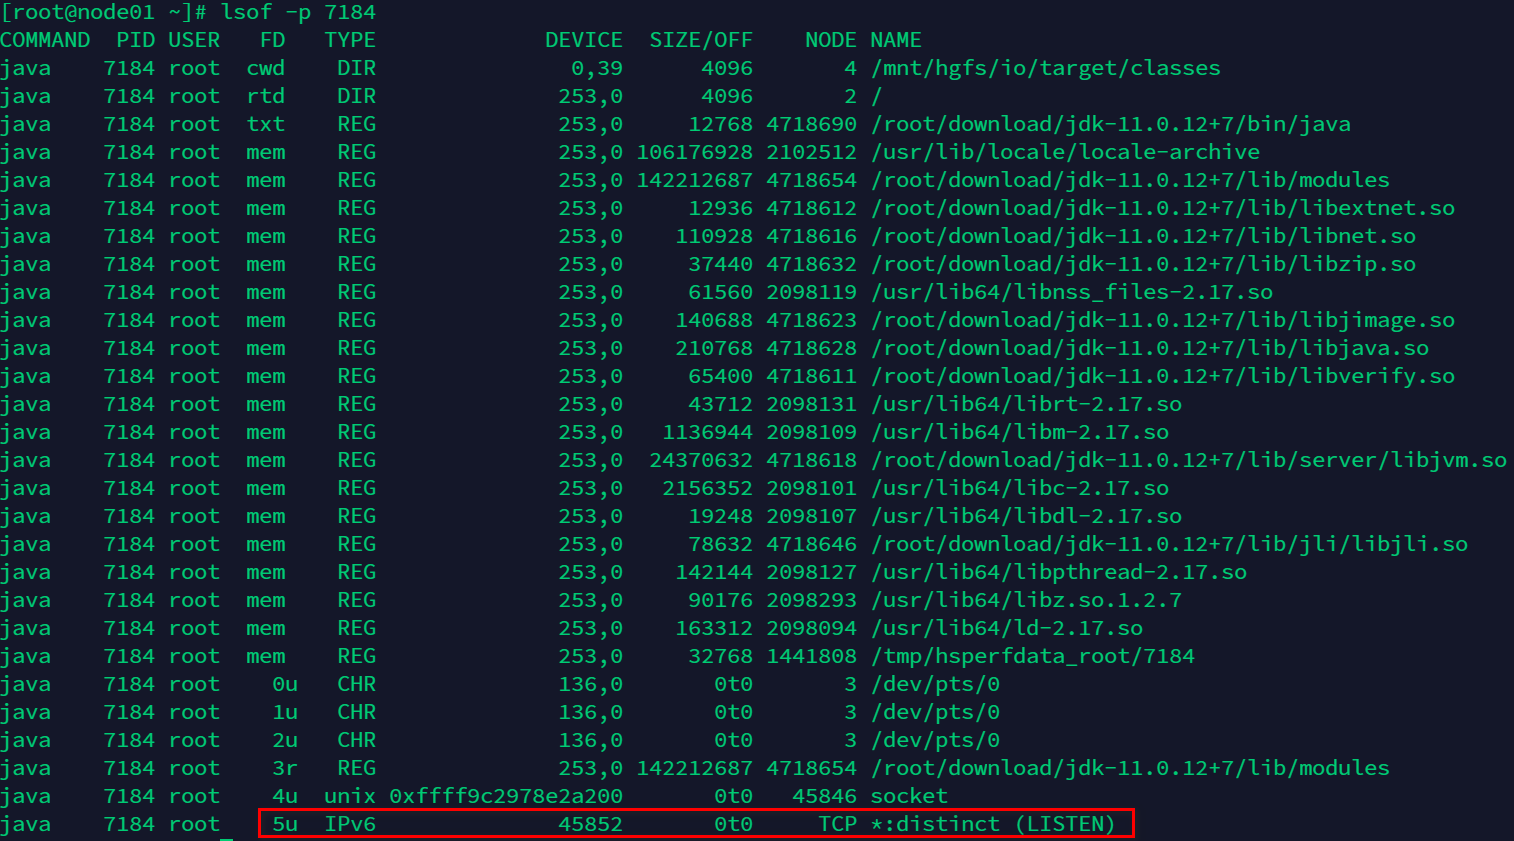 [root@node01 ~]# lsof -p 7184
COMMAND  PID USER   FD   TYPE             DEVICE  SIZE/OFF    NODE NAME
java    7184 root  cwd    DIR               0,39      4096       4 /mnt/hgfs/io/target/classes
java    7184 root  rtd    DIR              253,0      4096       2 /
java    7184 root  txt    REG              253,0     12768 4718690 /root/download/jdk-11.0.12+7/bin/java
java    7184 root  mem    REG              253,0 106176928 2102512 /usr/lib/locale/locale-archive
java    7184 root  mem    REG              253,0 142212687 4718654 /root/download/jdk-11.0.12+7/lib/modules
java    7184 root  mem    REG              253,0     12936 4718612 /root/download/jdk-11.0.12+7/lib/libextnet.so
java    7184 root  mem    REG              253,0    110928 4718616 /root/download/jdk-11.0.12+7/lib/libnet.so
java    7184 root  mem    REG              253,0     37440 4718632 /root/download/jdk-11.0.12+7/lib/libzip.so
java    7184 root  mem    REG              253,0     61560 2098119 /usr/lib64/libnss_files-2.17.so
java    7184 root  mem    REG              253,0    140688 4718623 /root/download/jdk-11.0.12+7/lib/libjimage.so
java    7184 root  mem    REG              253,0    210768 4718628 /root/download/jdk-11.0.12+7/lib/libjava.so
java    7184 root  mem    REG              253,0     65400 4718611 /root/download/jdk-11.0.12+7/lib/libverify.so
java    7184 root  mem    REG              253,0     43712 2098131 /usr/lib64/librt-2.17.so
java    7184 root  mem    REG              253,0   1136944 2098109 /usr/lib64/libm-2.17.so
java    7184 root  mem    REG              253,0  24370632 4718618 /root/download/jdk-11.0.12+7/lib/server/libjvm.so
java    7184 root  mem    REG              253,0   2156352 2098101 /usr/lib64/libc-2.17.so
java    7184 root  mem    REG              253,0     19248 2098107 /usr/lib64/libdl-2.17.so
java    7184 root  mem    REG              253,0     78632 4718646 /root/download/jdk-11.0.12+7/lib/jli/libjli.so
java    7184 root  mem    REG              253,0    142144 2098127 /usr/lib64/libpthread-2.17.so
java    7184 root  mem    REG              253,0     90176 2098293 /usr/lib64/libz.so.1.2.7
java    7184 root  mem    REG              253,0    163312 2098094 /usr/lib64/ld-2.17.so
java    7184 root  mem    REG              253,0     32768 1441808 /tmp/hsperfdata_root/7184
java    7184 root    0u   CHR              136,0       0t0       3 /dev/pts/0
java    7184 root    1u   CHR              136,0       0t0       3 /dev/pts/0
java    7184 root    2u   CHR              136,0       0t0       3 /dev/pts/0
java    7184 root    3r   REG              253,0 142212687 4718654 /root/download/jdk-11.0.12+7/lib/modules
java    7184 root    4u  unix 0xffff9c2978e2a200       0t0   45846 socket
java    7184 root    5u  IPv6              45852       0t0     TCP *:distinct (LISTEN)